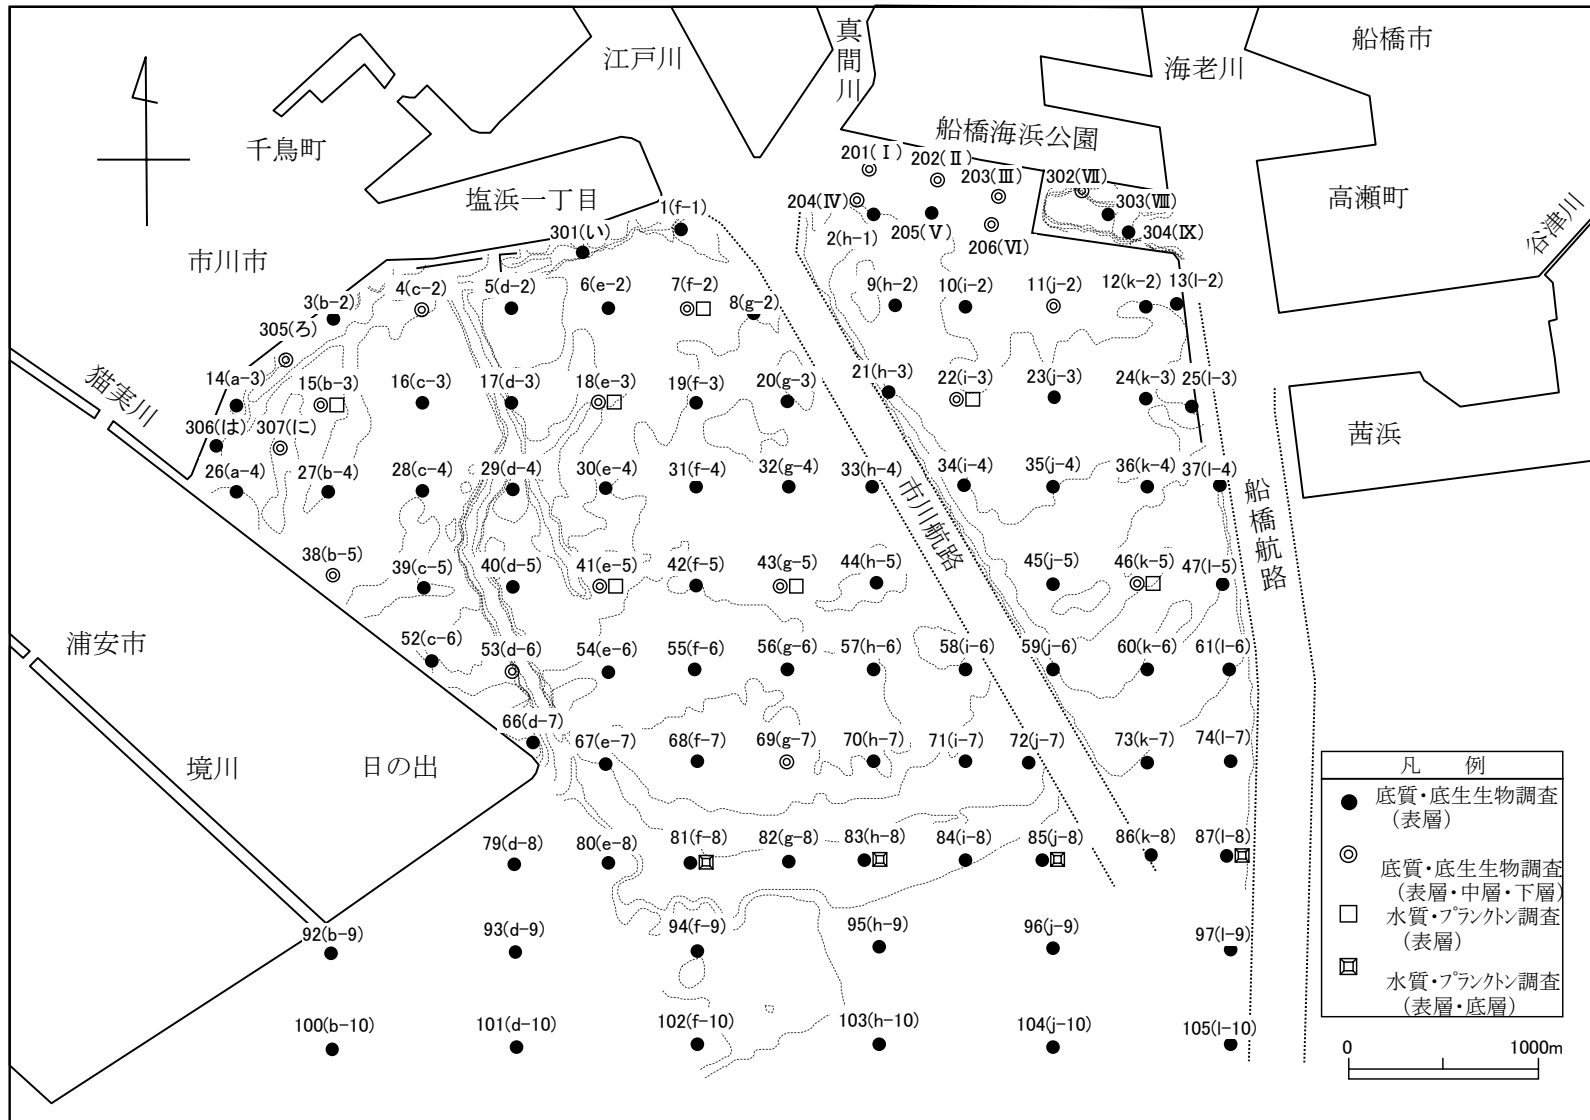 船橋市
江戸川
真間川
海老川
千鳥町
船橋海浜公園
塩浜一丁目
高瀬町
谷津川
市川市
猫実川
茜浜
市川航路
船橋航路
浦安市
境川
日の出
201(Ⅰ)
202(Ⅱ)
203(Ⅲ)
302(Ⅶ)
204(Ⅳ)
303(Ⅷ)
1(f-1)
205(Ⅴ)
301(い)
2(h-1)
206(Ⅵ)
304(Ⅸ)
3(b-2)
4(c-2)
5(d-2)
6(e-2)
7(f-2)
8(g-2)
9(h-2)
10(i-2)
11(j-2)
12(k-2)
13(l-2)
305(ろ)
14(a-3)
15(b-3)
16(c-3)
17(d-3)
18(e-3)
19(f-3)
20(g-3)
21(h-3)
22(i-3)
23(j-3)
24(k-3)
25(l-3)
306(は)
307(に)
26(a-4)
27(b-4)
28(c-4)
29(d-4)
30(e-4)
31(f-4)
32(g-4)
33(h-4)
34(i-4)
35(j-4)
36(k-4)
37(l-4)
38(b-5)
39(c-5)
40(d-5)
41(e-5)
42(f-5)
43(g-5)
44(h-5)
45(j-5)
46(k-5)
47(l-5)
52(c-6)
53(d-6)
54(e-6)
55(f-6)
56(g-6)
57(h-6)
58(i-6)
59(j-6)
60(k-6)
61(l-6)
66(d-7)
67(e-7)
68(f-7)
69(g-7)
70(h-7)
71(i-7)
72(j-7)
73(k-7)
74(l-7)
79(d-8)
80(e-8)
81(f-8)
82(g-8)
83(h-8)
84(i-8)
85(j-8)
86(k-8)
87(l-8)
92(b-9)
93(d-9)
94(f-9)
95(h-9)
96(j-9)
97(l-9)
100(b-10)
101(d-10)
102(f-10)
103(h-10)
104(j-10)
105(l-10)
凡 例
底質・底生生物調査
(表層)
底質・底生生物調査
(表層・中層・下層)
水質・プランクトン調査
(表層)
水質・プランクトン調査
(表層・底層)
0 1000m